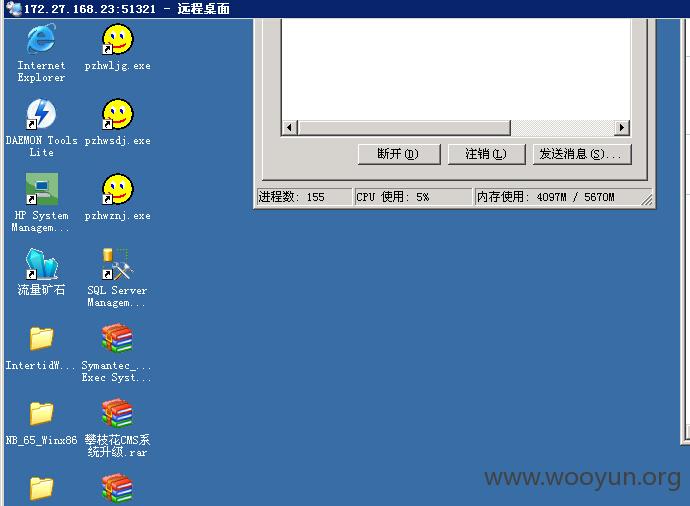 172.27.168.23:51321 - 远程桌面
Internet
Explorer
pzhwljg.exe
DAEMON Tools
Lite
pzhwsdj.exe
HP System
Managem...
pzhwznj.exe
流量矿石
SQL Server
Managem...
IntertidW...
Symantec_...
Exec Syst...
NB_65_Winx86
攀枝花CMS系
统升级.rar
断开(D)
注销(L)
发送消息(S)...
进程数: 155
CPU 使用: 5%
内存使用: 4097M / 5670M
www.wooyun.org